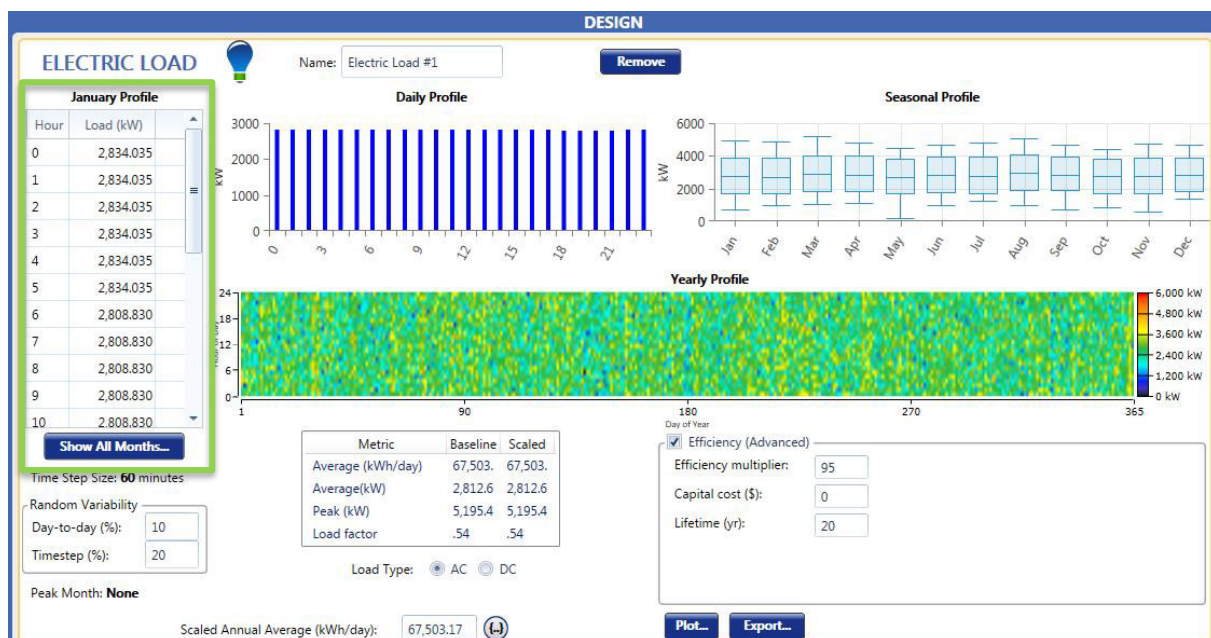 DESIGN
ELECTRIC LOAD
Name: Electric Load #1
Remove
January Profile
Hour Load (kW)
0 2,834.035
1 2,834.035
2 2,834.035
3 2,834.035
4 2,834.035
5 2,834.035
6 2,808.830
7 2,808.830
8 2,808.830
9 2,808.830
10 2,808.830
Show All Months...
Daily Profile
kW
3000
2000
1000
0
0 3 6 9 12 15 18 21
Seasonal Profile
kW
6000
4000
2000
0
Jan Feb Mar Apr May Jun Jul Aug Sep Oct Nov Dec
Yearly Profile
24
18
12
6
0
1 90 180 270 365
Day of Year
6,000 kW
4,800 kW
3,600 kW
2,400 kW
1,200 kW
0 kW
Time Step Size: 60 minutes
Random Variability
Day-to-day (%): 10
Timestep (%): 20
Peak Month: None
Metric Baseline Scaled
Average (kWh/day) 67,503. 67,503.
Average(kW) 2,812.6 2,812.6
Peak (kW) 5,195.4 5,195.4
Load factor .54 .54
Load Type: AC DC
Scaled Annual Average (kWh/day): 67,503.17 {..}
Efficiency (Advanced)
Efficiency multiplier: 95
Capital cost ($): 0
Lifetime (yr): 20
Plot... Export...